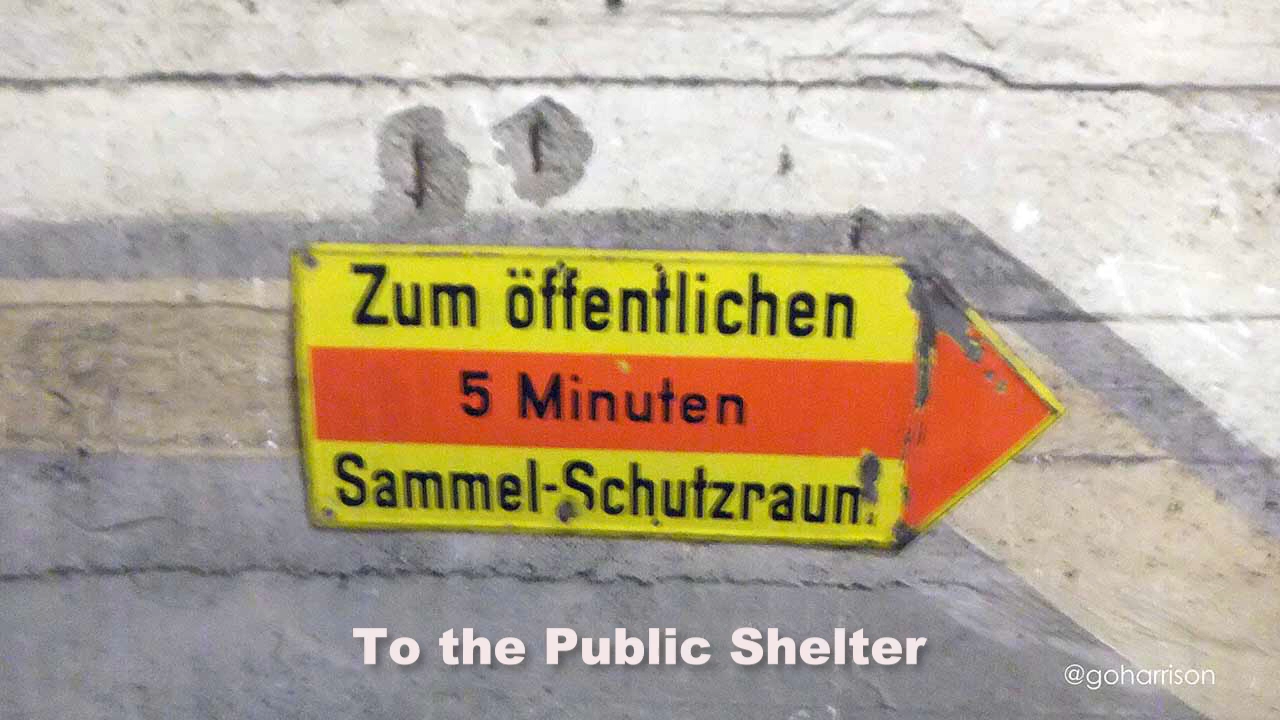 Zum öffentlichen
5 Minuten
Sammel-Schutzraum
To the Public Shelter
@goharrison